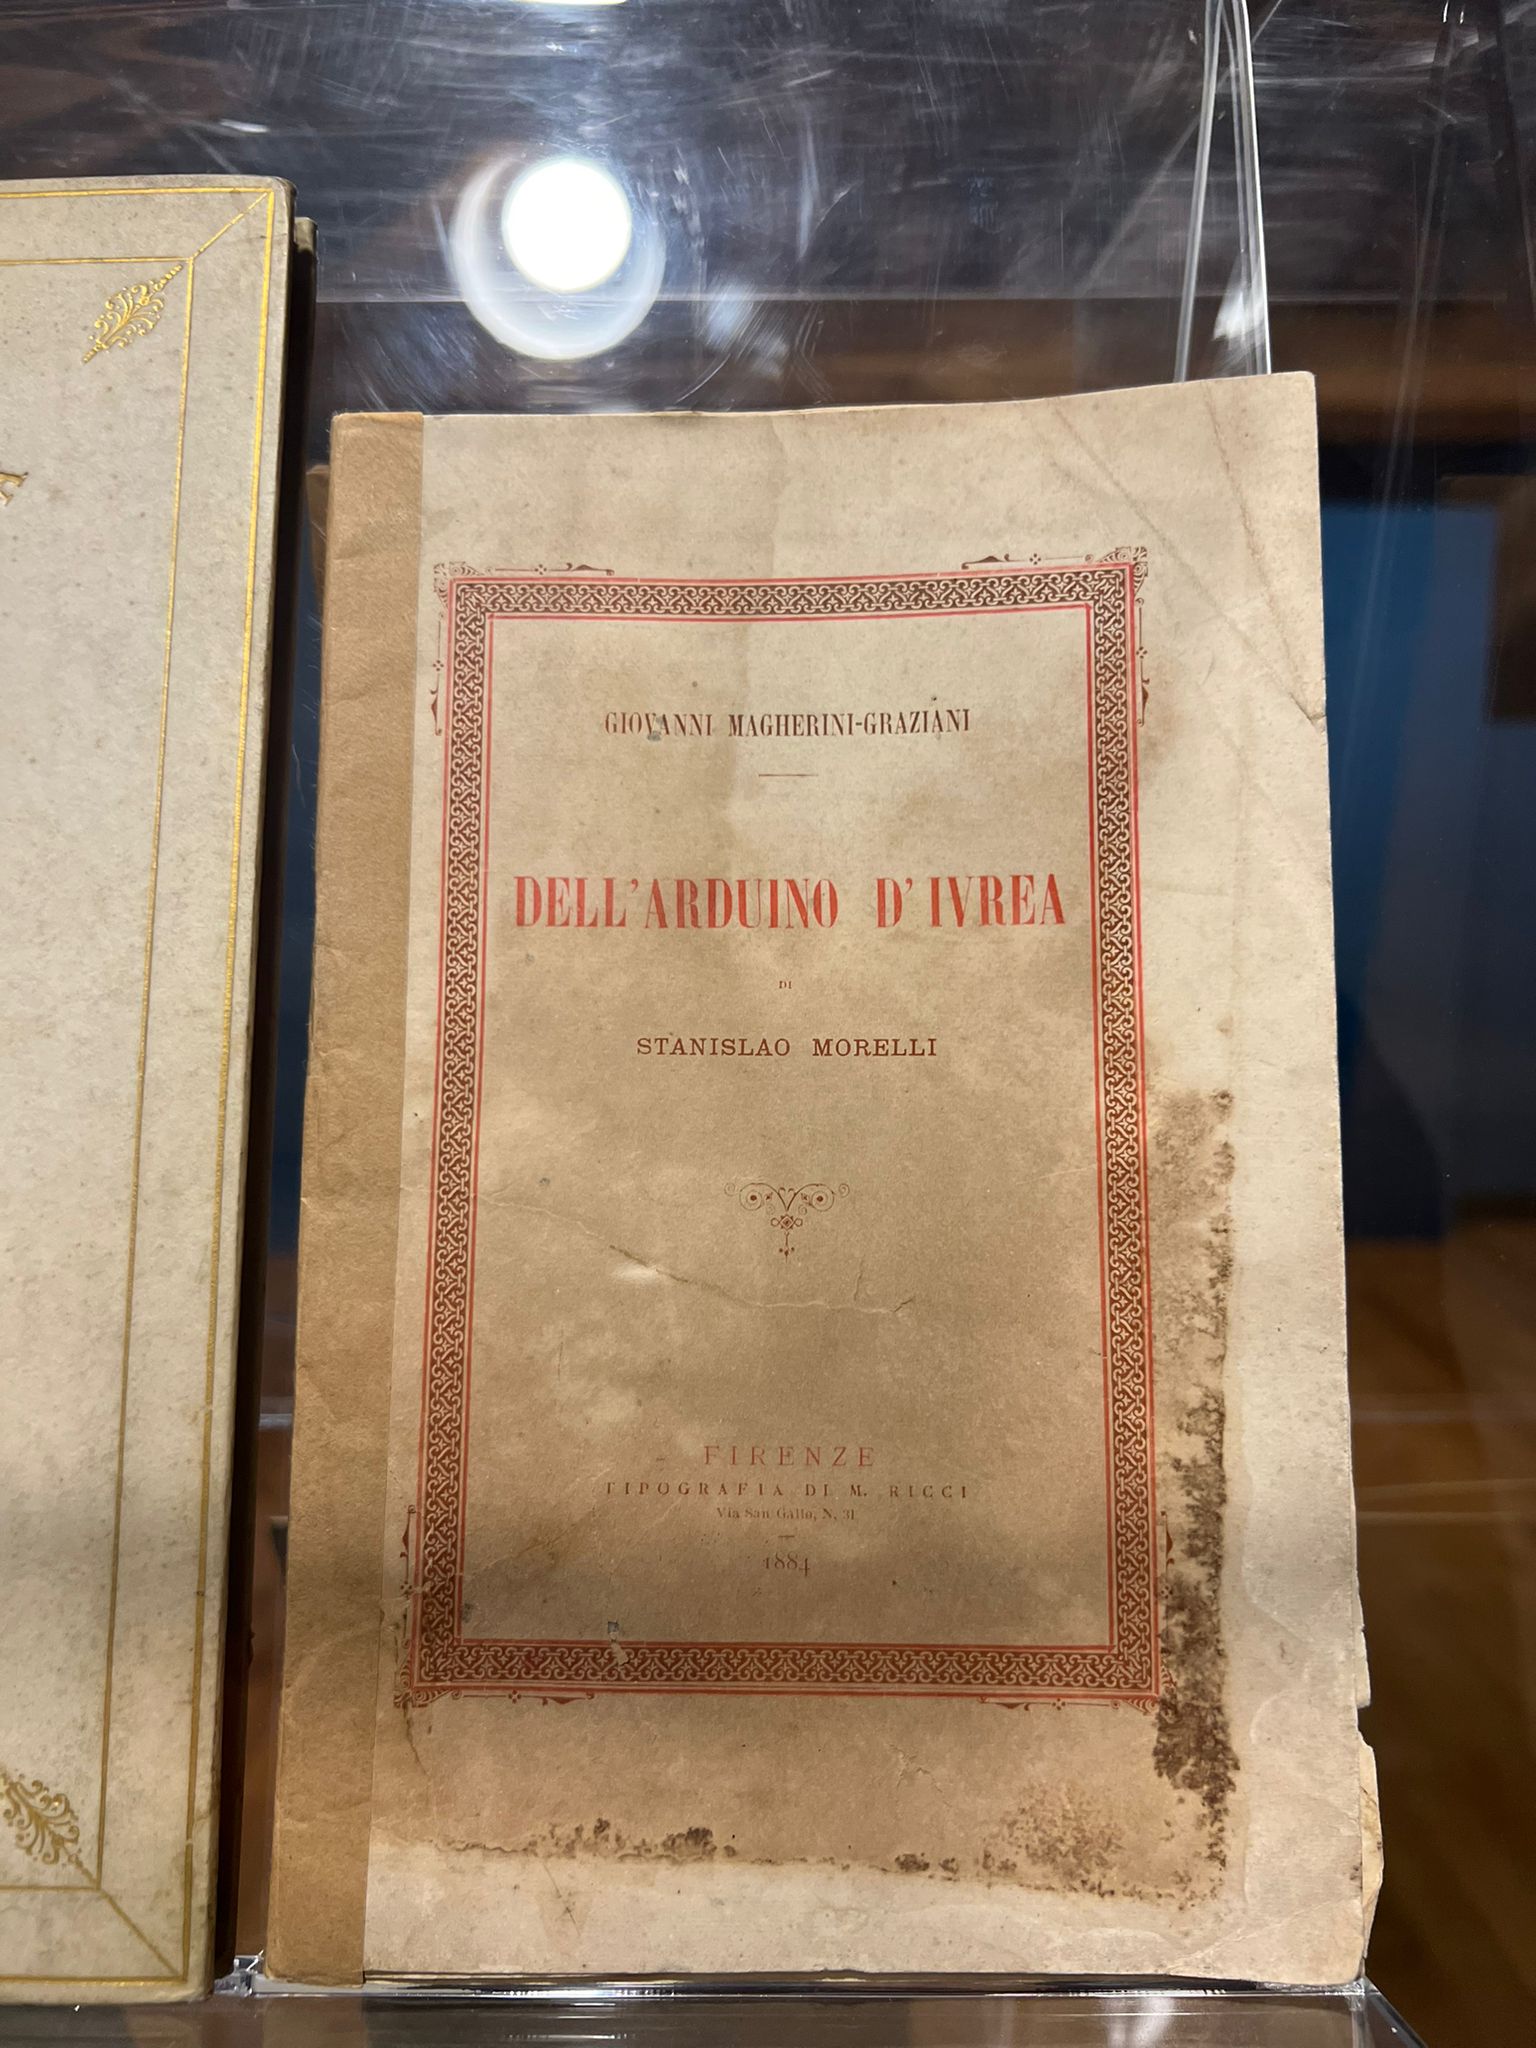 A
GIOVANNI MAGHERINI-GRAZIANI
DELL'ARDUINO D'IVREA
DI
STANISLAO MORELLI
FIRENZE
TIPOGRAFIA DI M. RICCI
Via San Gallo, N. 31
1884